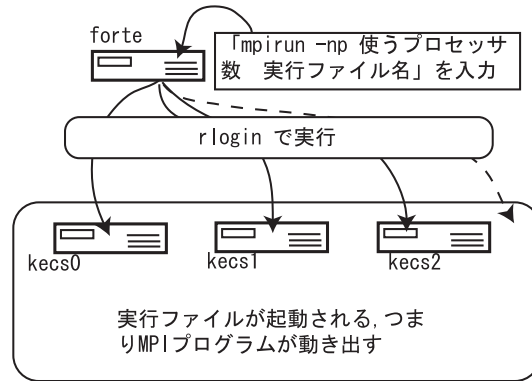 forte
「mpirun -np 使うプロセッサ
数　実行ファイル名」を入力
rlogin で実行
kecs0
kecs1
kecs2
実行ファイルが起動される,つま
りMPIプログラムが動き出す